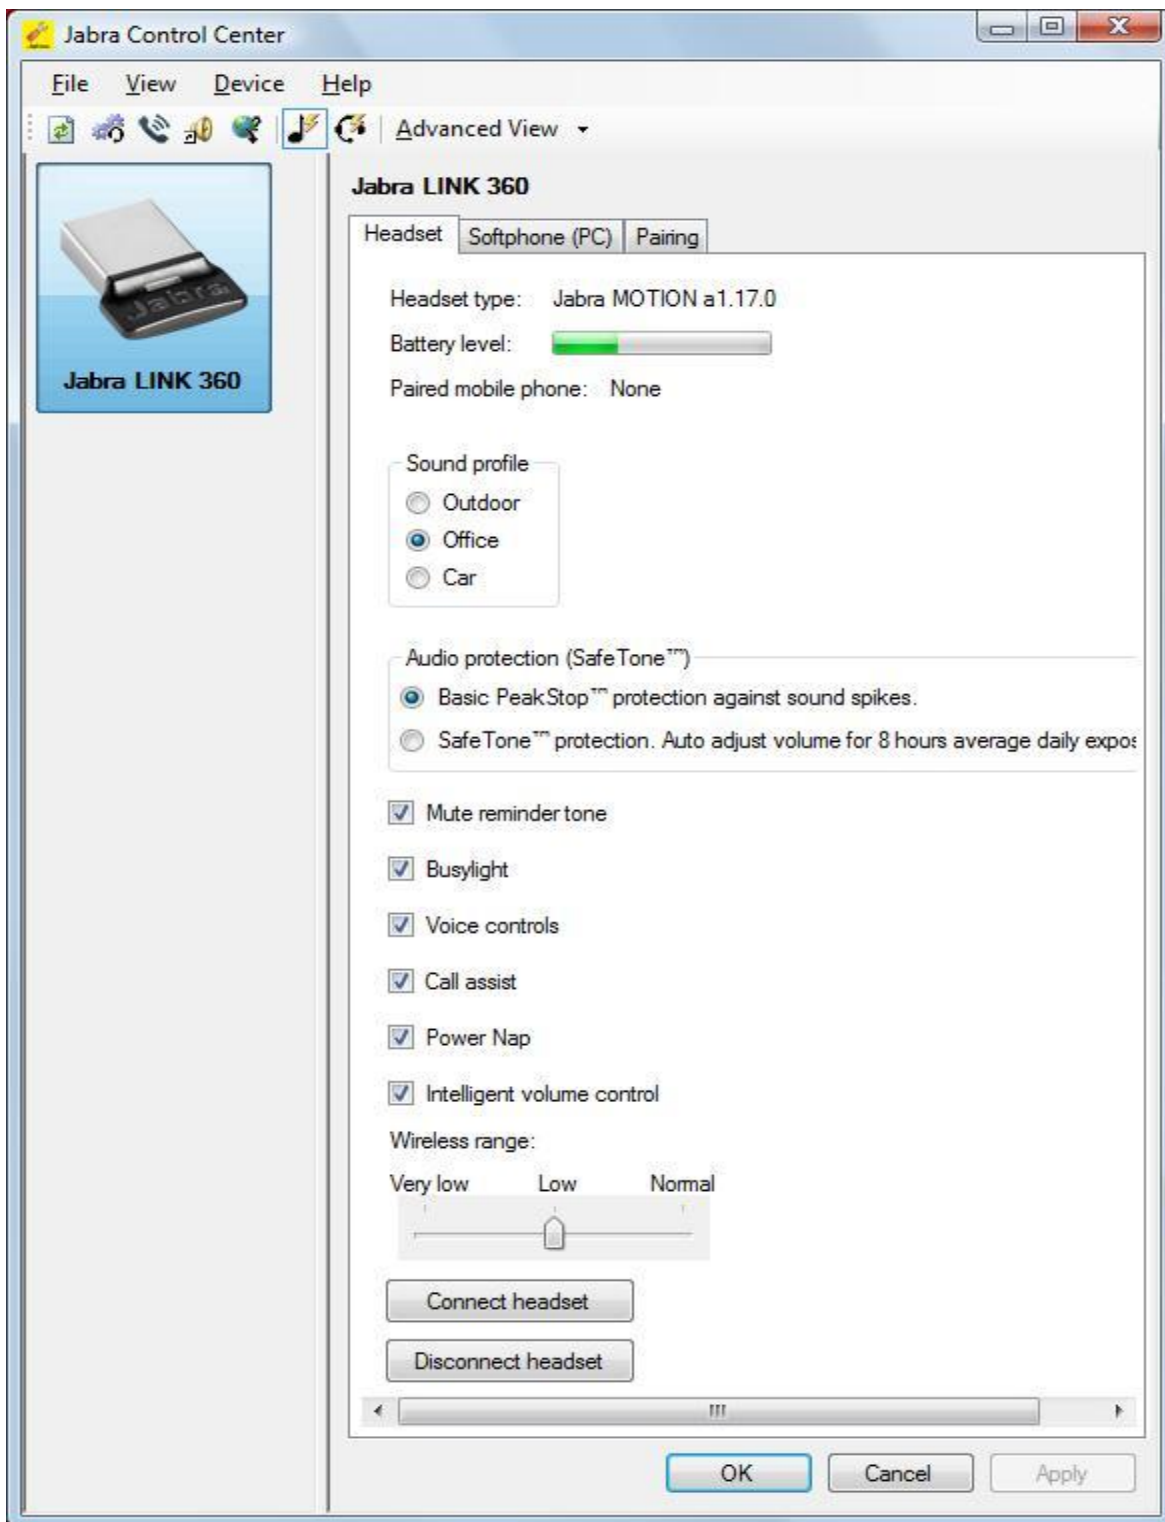 Jabra Control Center
File View Device Help
Advanced View
Jabra LINK 360
Headset Softphone (PC) Pairing
Jabra
Jabra LINK 360
Headset type: Jabra MOTION a1.17.0
Battery level:
Paired mobile phone: None
Sound profile
Outdoor
Office
Car
Audio protection (SafeTone™)
Basic PeakStop™ protection against sound spikes.
SafeTone™ protection. Auto adjust volume for 8 hours average daily expos
Mute reminder tone
Busylight
Voice controls
Call assist
Power Nap
Intelligent volume control
Wireless range:
Very low Low Normal
Connect headset
Disconnect headset
OK Cancel Apply